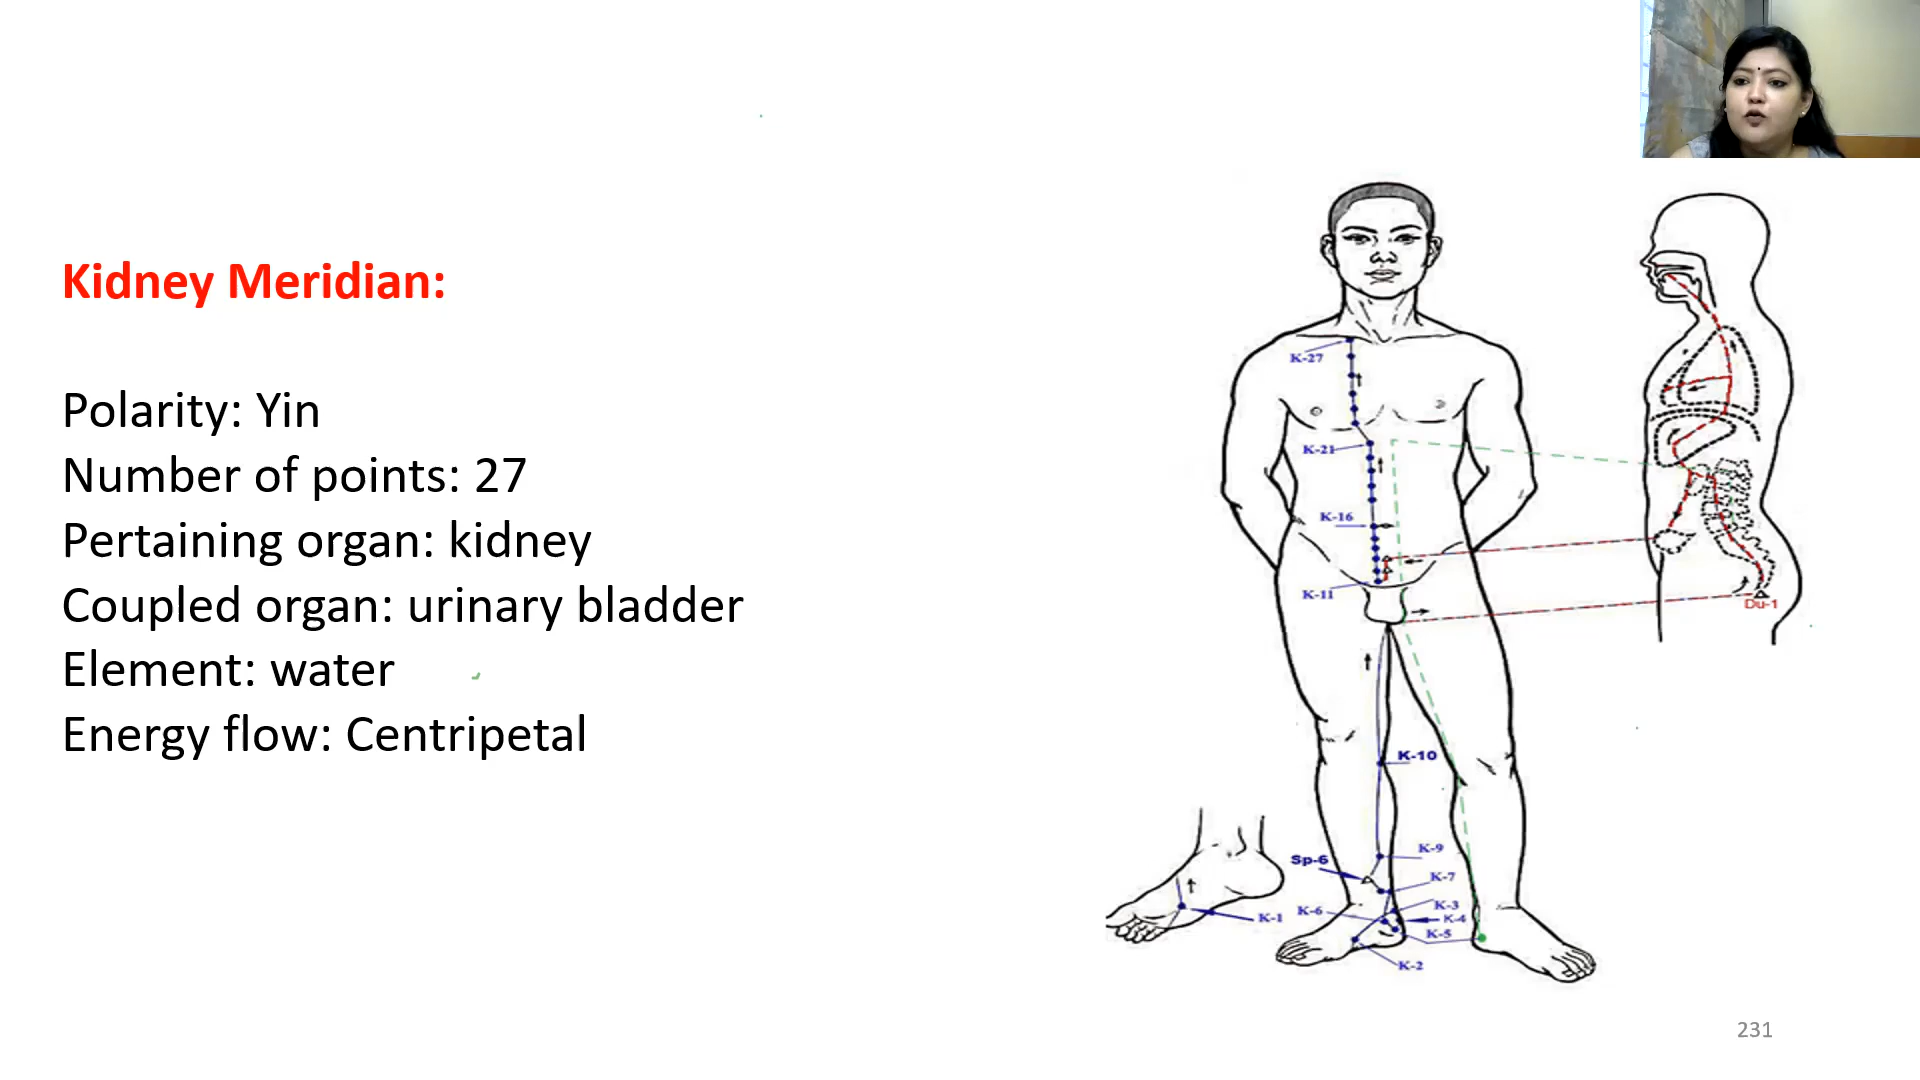 Kidney Meridian:
Polarity: Yin
Number of points: 27
Pertaining organ: kidney
Coupled organ: urinary bladder
Element: water
Energy flow: Centripetal
K-27
K-21
K-16
K-11
Du-1
K-10
K-9
Sp-6
K-7
K-3
K-6
K-4
K-1
K-5
K-2
231